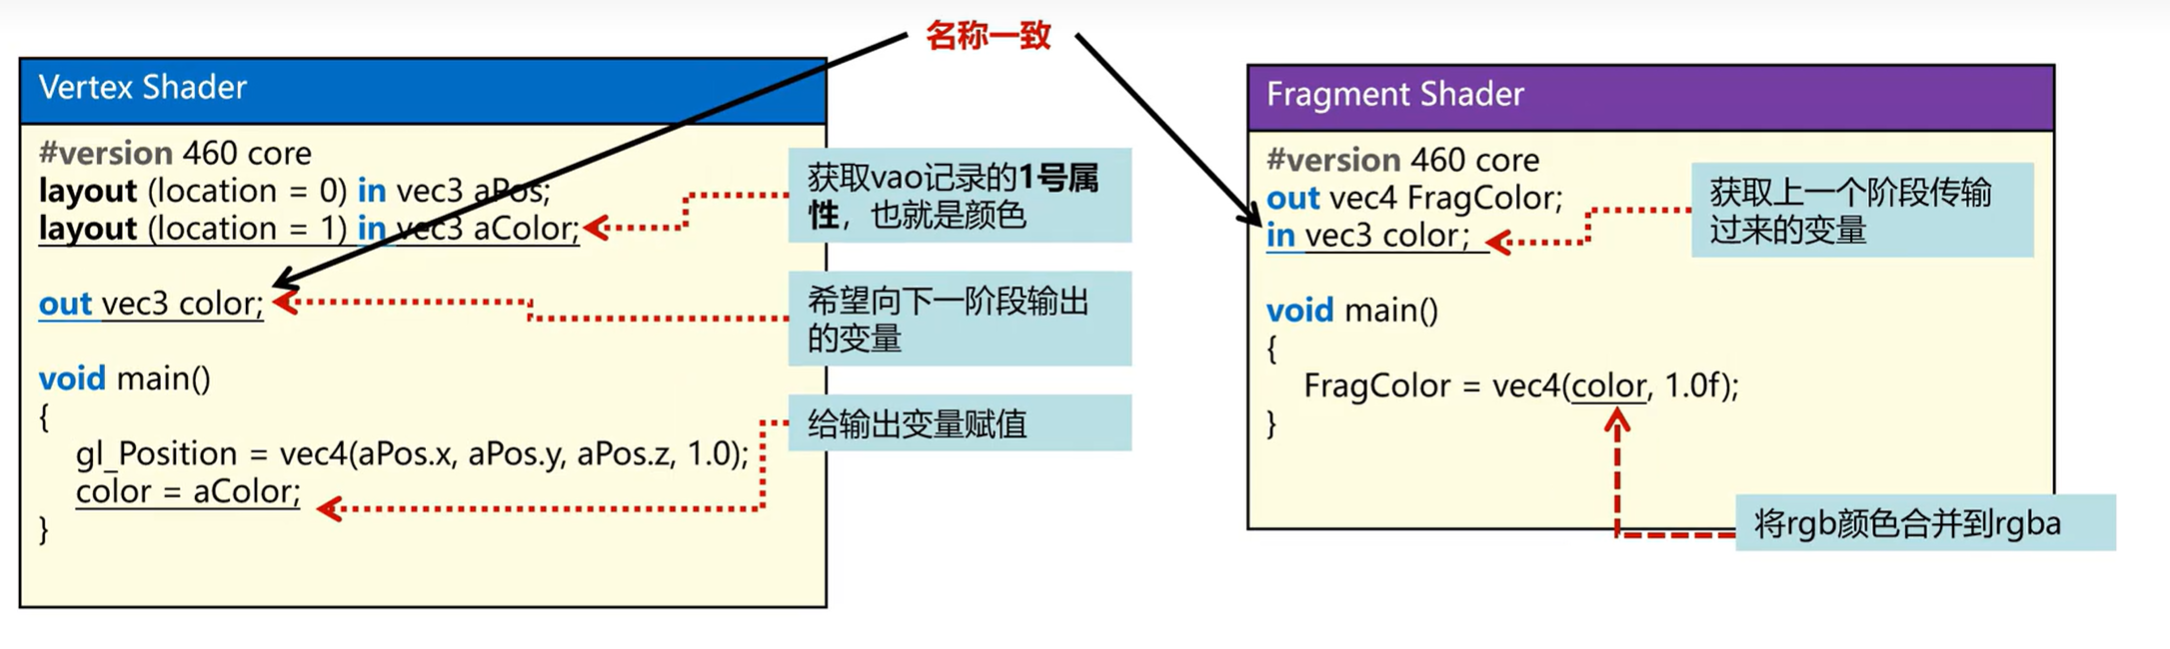 名称一致
Vertex Shader
#version 460 core
layout (location = 0) in vec3 aPos;
layout (location = 1) in vec3 aColor;
out vec3 color;
void main()
{
gl_Position = vec4(aPos.x, aPos.y, aPos.z, 1.0);
color = aColor;
}
获取vao记录的1号属
性，也就是颜色
希望向下一阶段输出
的变量
给输出变量赋值
Fragment Shader
#version 460 core
out vec4 FragColor;
in vec3 color;
void main()
{
FragColor = vec4(color, 1.0f);
}
获取上一个阶段传输
过来的变量
将rgb颜色合并到rgba